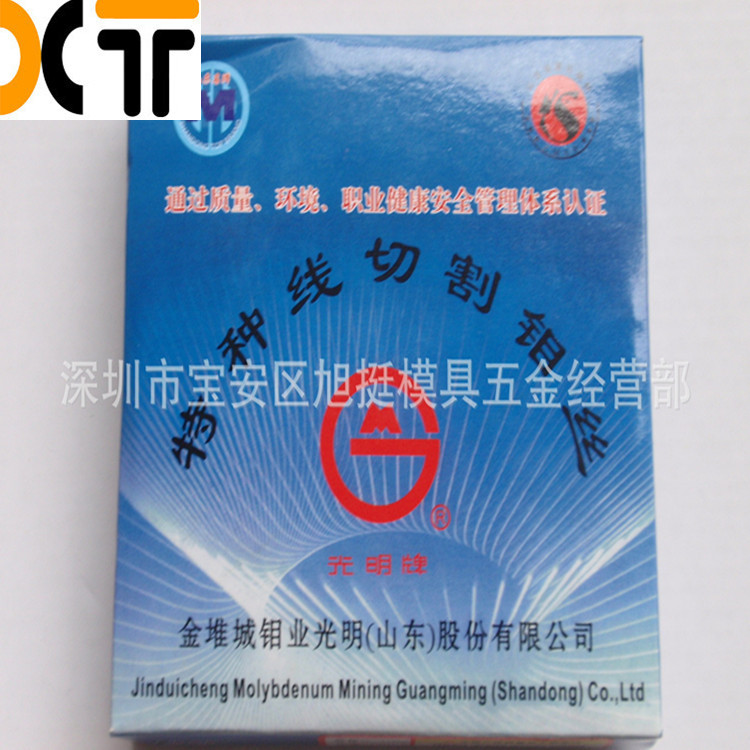 XT
M
通过质量、环境、职业健康安全管理体系认证
特种线切割钼丝
深圳市宝安区旭挺模具五金经营部
M
G
®
光明牌
金堆城钼业光明(山东)股份有限公司
Jinduicheng Molybdenum Mining Guangming (Shandong) Co.,Ltd